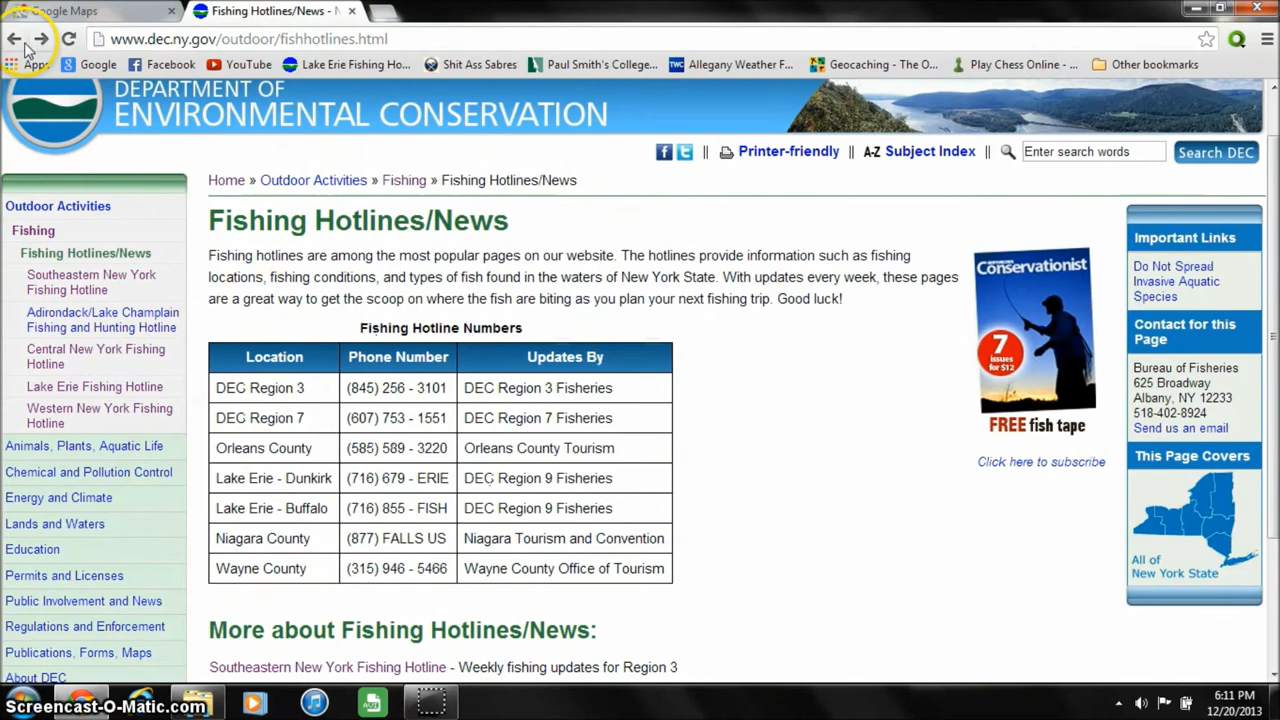 Google Maps
Fishing Hotlines/News - N
www.dec.ny.gov/outdoor/fishhotlines.html
Apps Google Facebook YouTube Lake Erie Fishing Ho... Shit Ass Sabres Paul Smith's College... Allegany Weather F... Geocaching - The O... Play Chess Online - ... Other bookmarks
DEPARTMENT OF
ENVIRONMENTAL CONSERVATION
Printer-friendly || A-Z Subject Index || Enter search words Search DEC
Home » Outdoor Activities » Fishing » Fishing Hotlines/News
Outdoor Activities
Fishing
Fishing Hotlines/News
Southeastern New York
Fishing Hotline
Adirondack/Lake Champlain
Fishing and Hunting Hotline
Central New York Fishing
Hotline
Lake Erie Fishing Hotline
Western New York Fishing
Hotline
Animals, Plants, Aquatic Life
Chemical and Pollution Control
Energy and Climate
Lands and Waters
Education
Permits and Licenses
Public Involvement and News
Regulations and Enforcement
Publications, Forms, Maps
About DEC
Fishing Hotlines/News
Fishing hotlines are among the most popular pages on our website. The hotlines provide information such as fishing
locations, fishing conditions, and types of fish found in the waters of New York State. With updates every week, these pages
are a great way to get the scoop on where the fish are biting as you plan your next fishing trip. Good luck!
Fishing Hotline Numbers
Location Phone Number Updates By
DEC Region 3 (845) 256 - 3101 DEC Region 3 Fisheries
DEC Region 7 (607) 753 - 1551 DEC Region 7 Fisheries
Orleans County (585) 589 - 3220 Orleans County Tourism
Lake Erie - Dunkirk (716) 679 - ERIE DEC Region 9 Fisheries
Lake Erie - Buffalo (716) 855 - FISH DEC Region 9 Fisheries
Niagara County (877) FALLS US Niagara Tourism and Convention
Wayne County (315) 946 - 5466 Wayne County Office of Tourism
More about Fishing Hotlines/News:
Southeastern New York Fishing Hotline - Weekly fishing updates for Region 3
Conservationist
7
issues
for $12
FREE fish tape
Click here to subscribe
Important Links
Do Not Spread
Invasive Aquatic
Species
Contact for this
Page
Bureau of Fisheries
625 Broadway
Albany, NY 12233
518-402-8924
Send us an email
This Page Covers
All of
New York State
Screencast-O-Matic.com
6:11 PM
12/20/2013